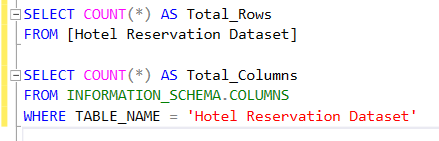 SELECT COUNT(*) AS Total_Rows
FROM [Hotel Reservation Dataset]
SELECT COUNT(*) AS Total_Columns
FROM INFORMATION_SCHEMA.COLUMNS
WHERE TABLE_NAME = 'Hotel Reservation Dataset'